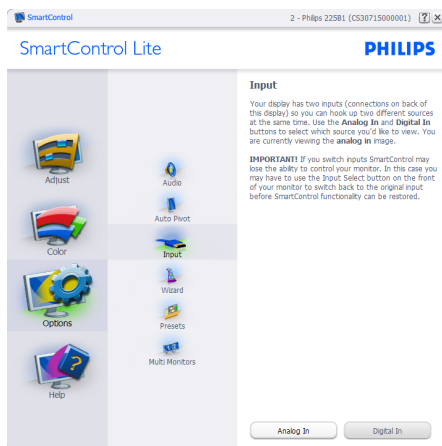 SmartControl
2 - Philips 225B1 (CS30715000001)
?
X
SmartControl Lite
PHILIPS
Adjust
Color
Options
Help
Audio
Auto Pivot
Input
Wizard
Presets
Multi Monitors
Input
Your display has two inputs (connections on back of
this display) so you can hook up two different sources
at the same time. Use the Analog In and Digital In
buttons to select which source you'd like to view. You
are currently viewing the analog in image.
IMPORTANT! If you switch inputs SmartControl may
lose the ability to control your monitor. In this case you
may have to use the Input Select button on the front
of your monitor to switch back to the original input
before SmartControl functionality can be restored.
Analog In
Digital In